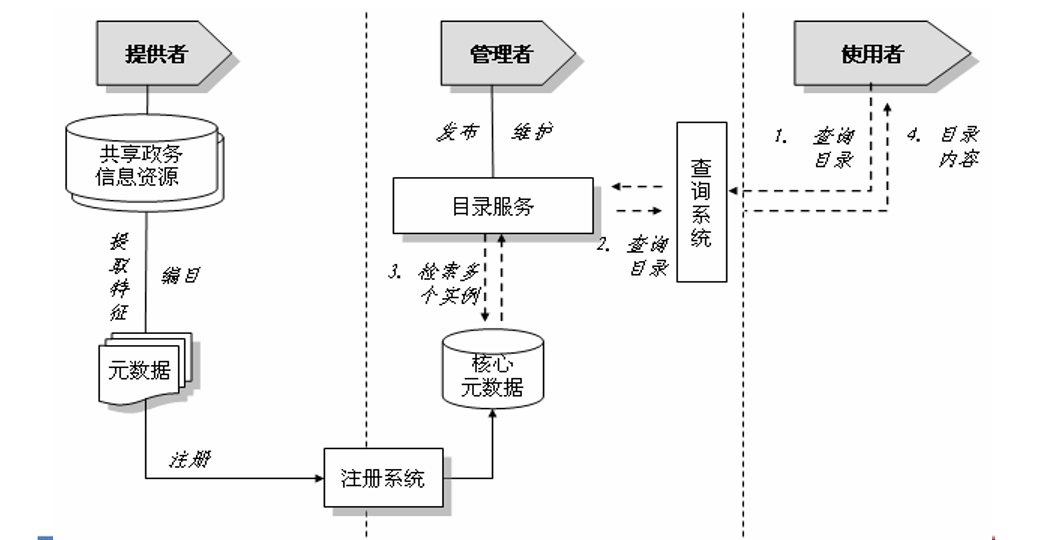 提供者
管理者
使用者
共享政务
信息资源
提取特征
编目
元数据
注册
注册系统
发布
维护
目录服务
3. 检索多
个实例
核心
元数据
2. 查询
目录
查询系统
1. 查询
目录
4. 目录
内容